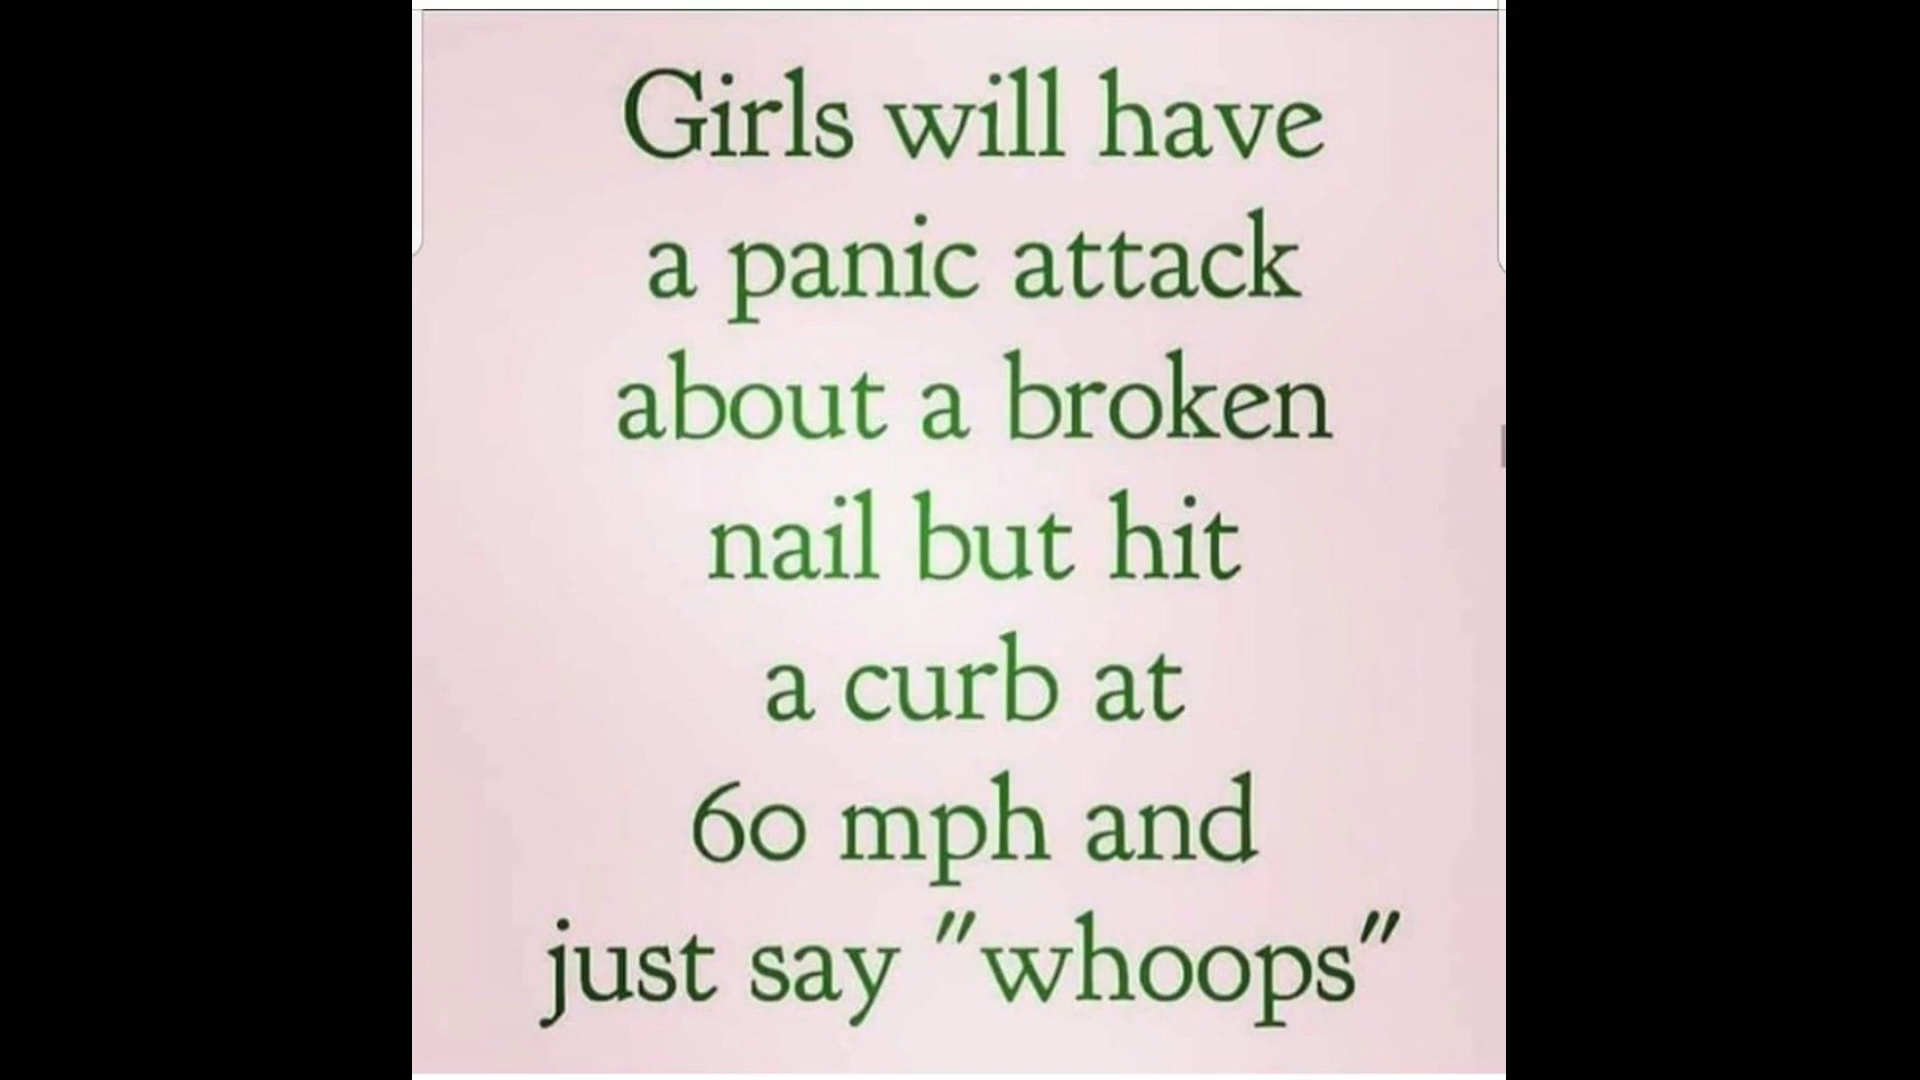 Girls will have
a panic attack
about a broken
nail but hit
a curb at
60 mph and
just say "whoops"